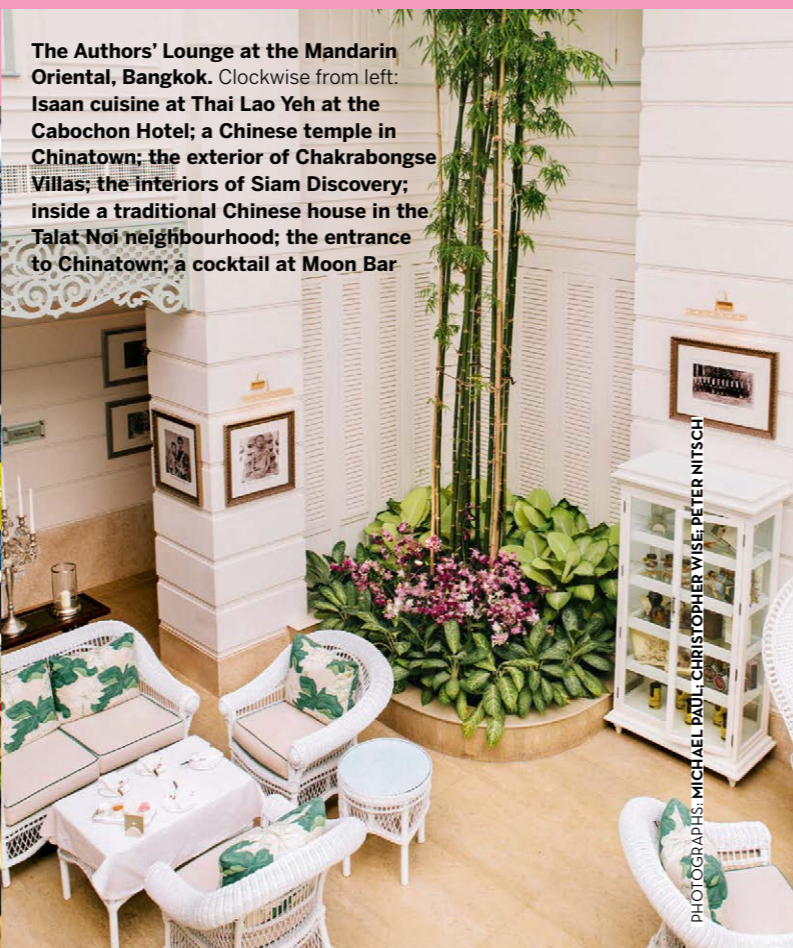 The Authors’ Lounge at the Mandarin
Oriental, Bangkok. Clockwise from left:
Isaan cuisine at Thai Lao Yeh at the
Cabochon Hotel; a Chinese temple in
Chinatown; the exterior of Chakrabongse
Villas; the interiors of Siam Discovery;
inside a traditional Chinese house in the
Talat Noi neighbourhood; the entrance
to Chinatown; a cocktail at Moon Bar
PHOTOGRAPHS: MICHAEL PAUL; CHRISTOPHER WISE; PETER NITSCH